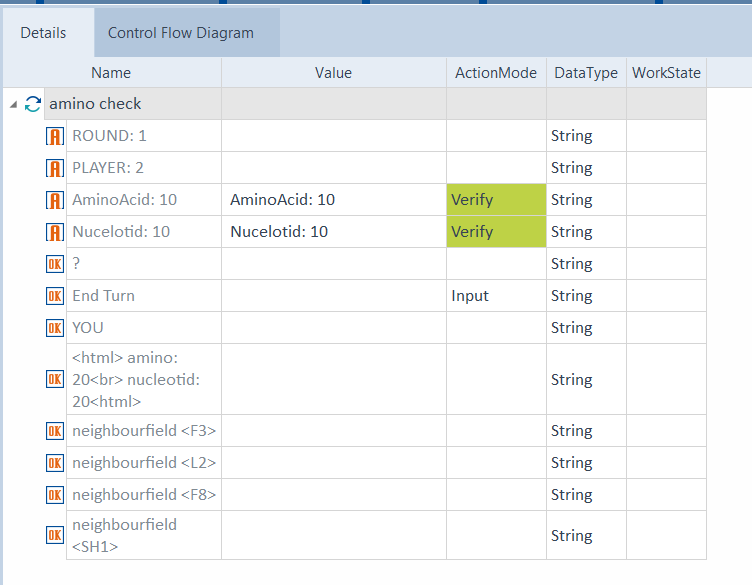 Details Control Flow Diagram
Name Value ActionMode DataType WorkState
amino check
ROUND: 1 String
PLAYER: 2 String
AminoAcid: 10 AminoAcid: 10 Verify String
Nucelotid: 10 Nucelotid: 10 Verify String
OK ? String
OK End Turn Input String
OK YOU String
<html> amino:
20<br> nucleotid:
OK String
20<html>
OK neighbourfield <F3> String
OK neighbourfield <L2> String
OK neighbourfield <F8> String
neighbourfield
OK String
<SH1>